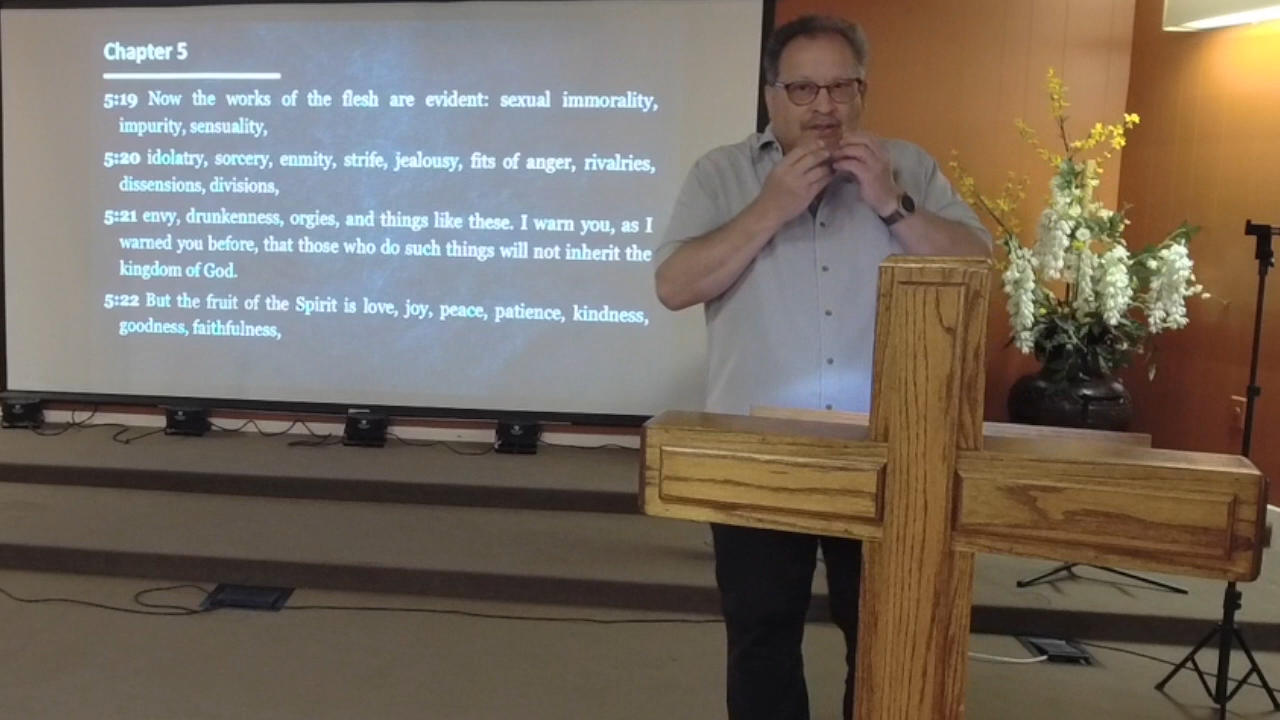 Chapter 5
5:19 Now the works of the flesh are evident: sexual immorality,
impurity, sensuality,
5:20 idolatry, sorcery, enmity, strife, jealousy, fits of anger, rivalries,
dissensions, divisions,
5:21 envy, drunkenness, orgies, and things like these. I warn you, as I
warned you before, that those who do such things will not inherit the
kingdom of God.
5:22 But the fruit of the Spirit is love, joy, peace, patience, kindness,
goodness, faithfulness,